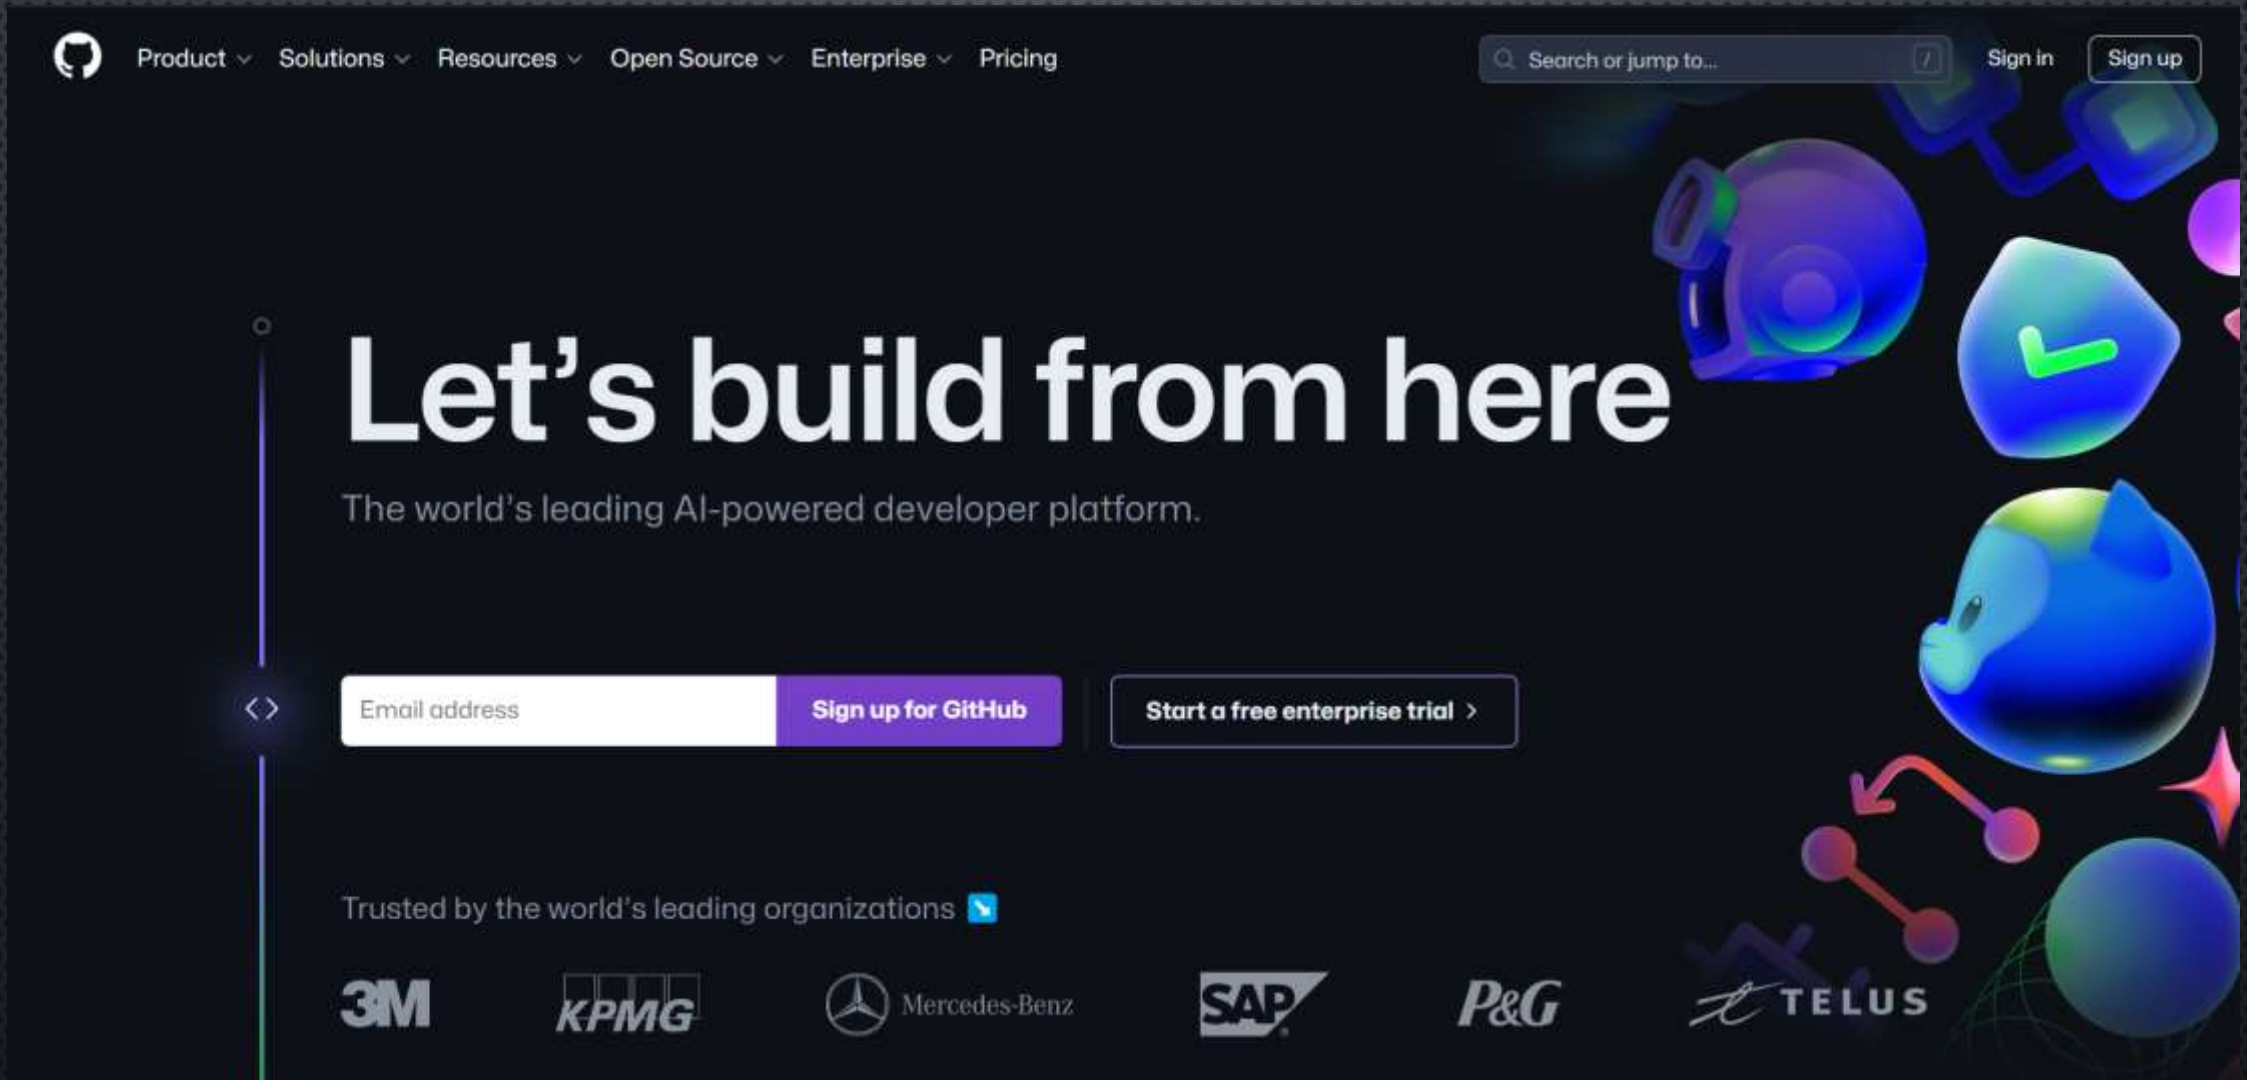 Product Solutions Resources Open Source Enterprise Pricing Search or jump to... / Sign in Sign up
Let’s build from here
The world’s leading AI-powered developer platform.
Email address Sign up for GitHub Start a free enterprise trial
Trusted by the world’s leading organizations
3M KPMG Mercedes-Benz SAP P&G TELUS